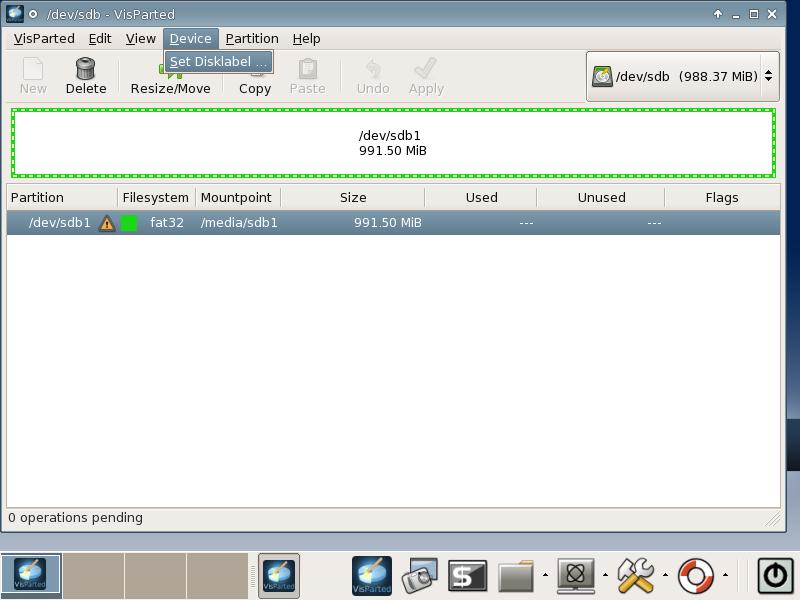 /dev/sdb - VisParted
VisParted Edit View Device Partition Help
Set Disklabel ...
New Delete Resize/Move Copy Paste Undo Apply
/dev/sdb (988.37 MiB)
/dev/sdb1
991.50 MiB
Partition Filesystem Mountpoint Size Used Unused Flags
/dev/sdb1 fat32 /media/sdb1 991.50 MiB --- ---
0 operations pending
VisParted VisParted VisParted $